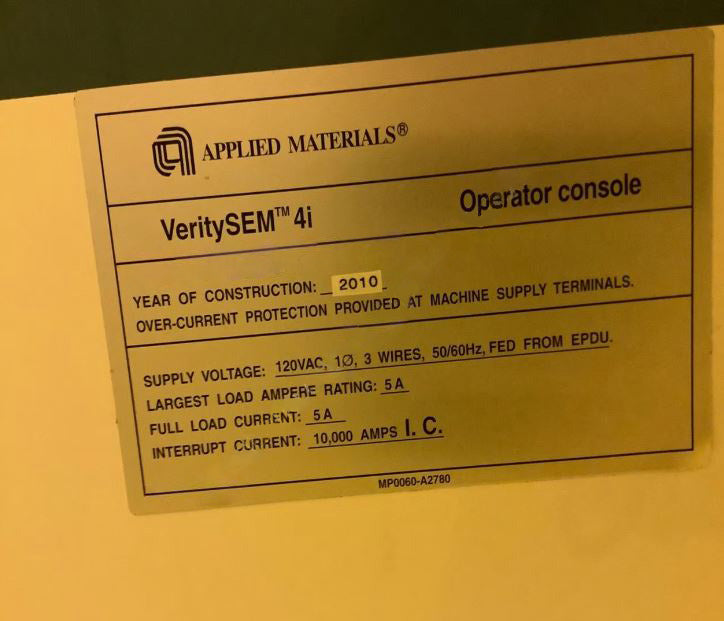 APPLIED MATERIALS®
VeritySEM™ 4i Operator console
YEAR OF CONSTRUCTION: 2010
OVER-CURRENT PROTECTION PROVIDED AT MACHINE SUPPLY TERMINALS.
SUPPLY VOLTAGE: 120VAC, 1Ø, 3 WIRES, 50/60Hz, FED FROM EPDU.
LARGEST LOAD AMPERE RATING: 5 A
FULL LOAD CURRENT: 5 A
INTERRUPT CURRENT: 10,000 AMPS I. C.
MP0060-A2780